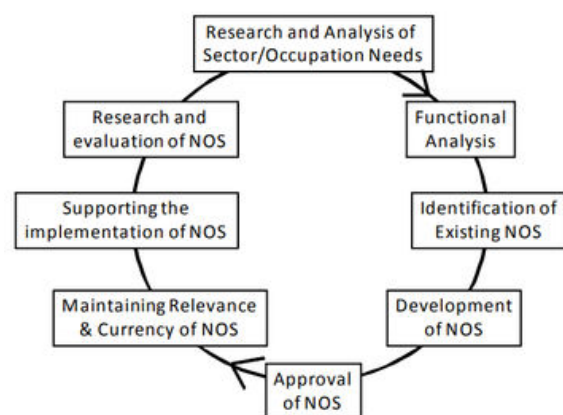 Research and Analysis of
Sector/Occupation Needs
Functional
Analysis
Identification of
Existing NOS
Development
of NOS
Approval
of NOS
Maintaining Relevance
& Currency of NOS
Supporting the
implementation of NOS
Research and
evaluation of NOS